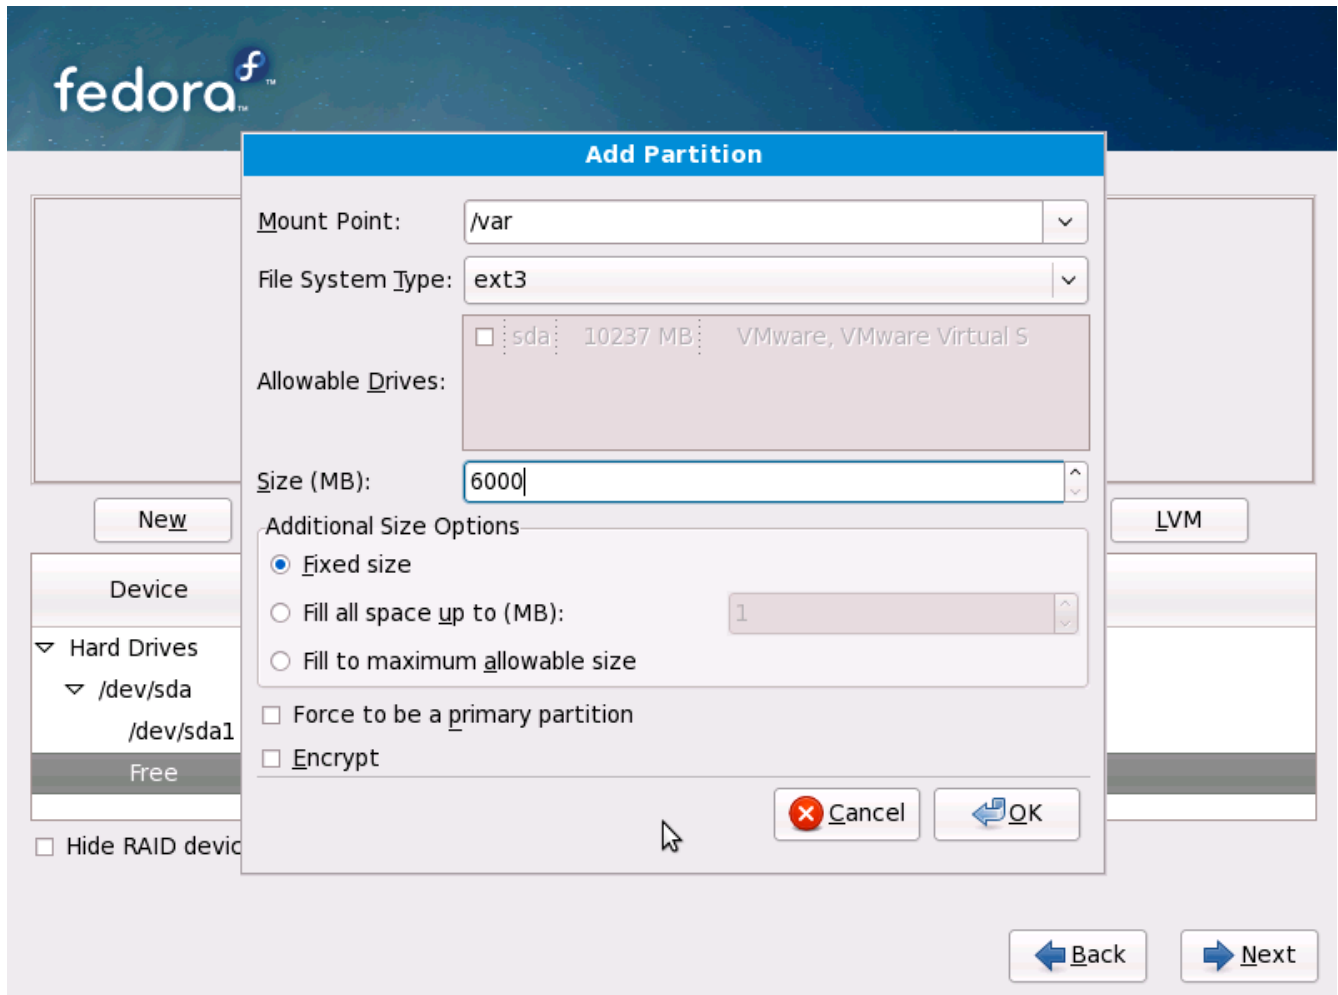 fedora™
Add Partition
Mount Point: /var
File System Type: ext3
Allowable Drives:
sda 10237 MB VMware, VMware Virtual S
Size (MB): 6000
New
LVM
Additional Size Options
Fixed size
Fill all space up to (MB): 1
Fill to maximum allowable size
Device
Hard Drives
/dev/sda
/dev/sda1
Free
Force to be a primary partition
Encrypt
Cancel
OK
Hide RAID devic
Back
Next